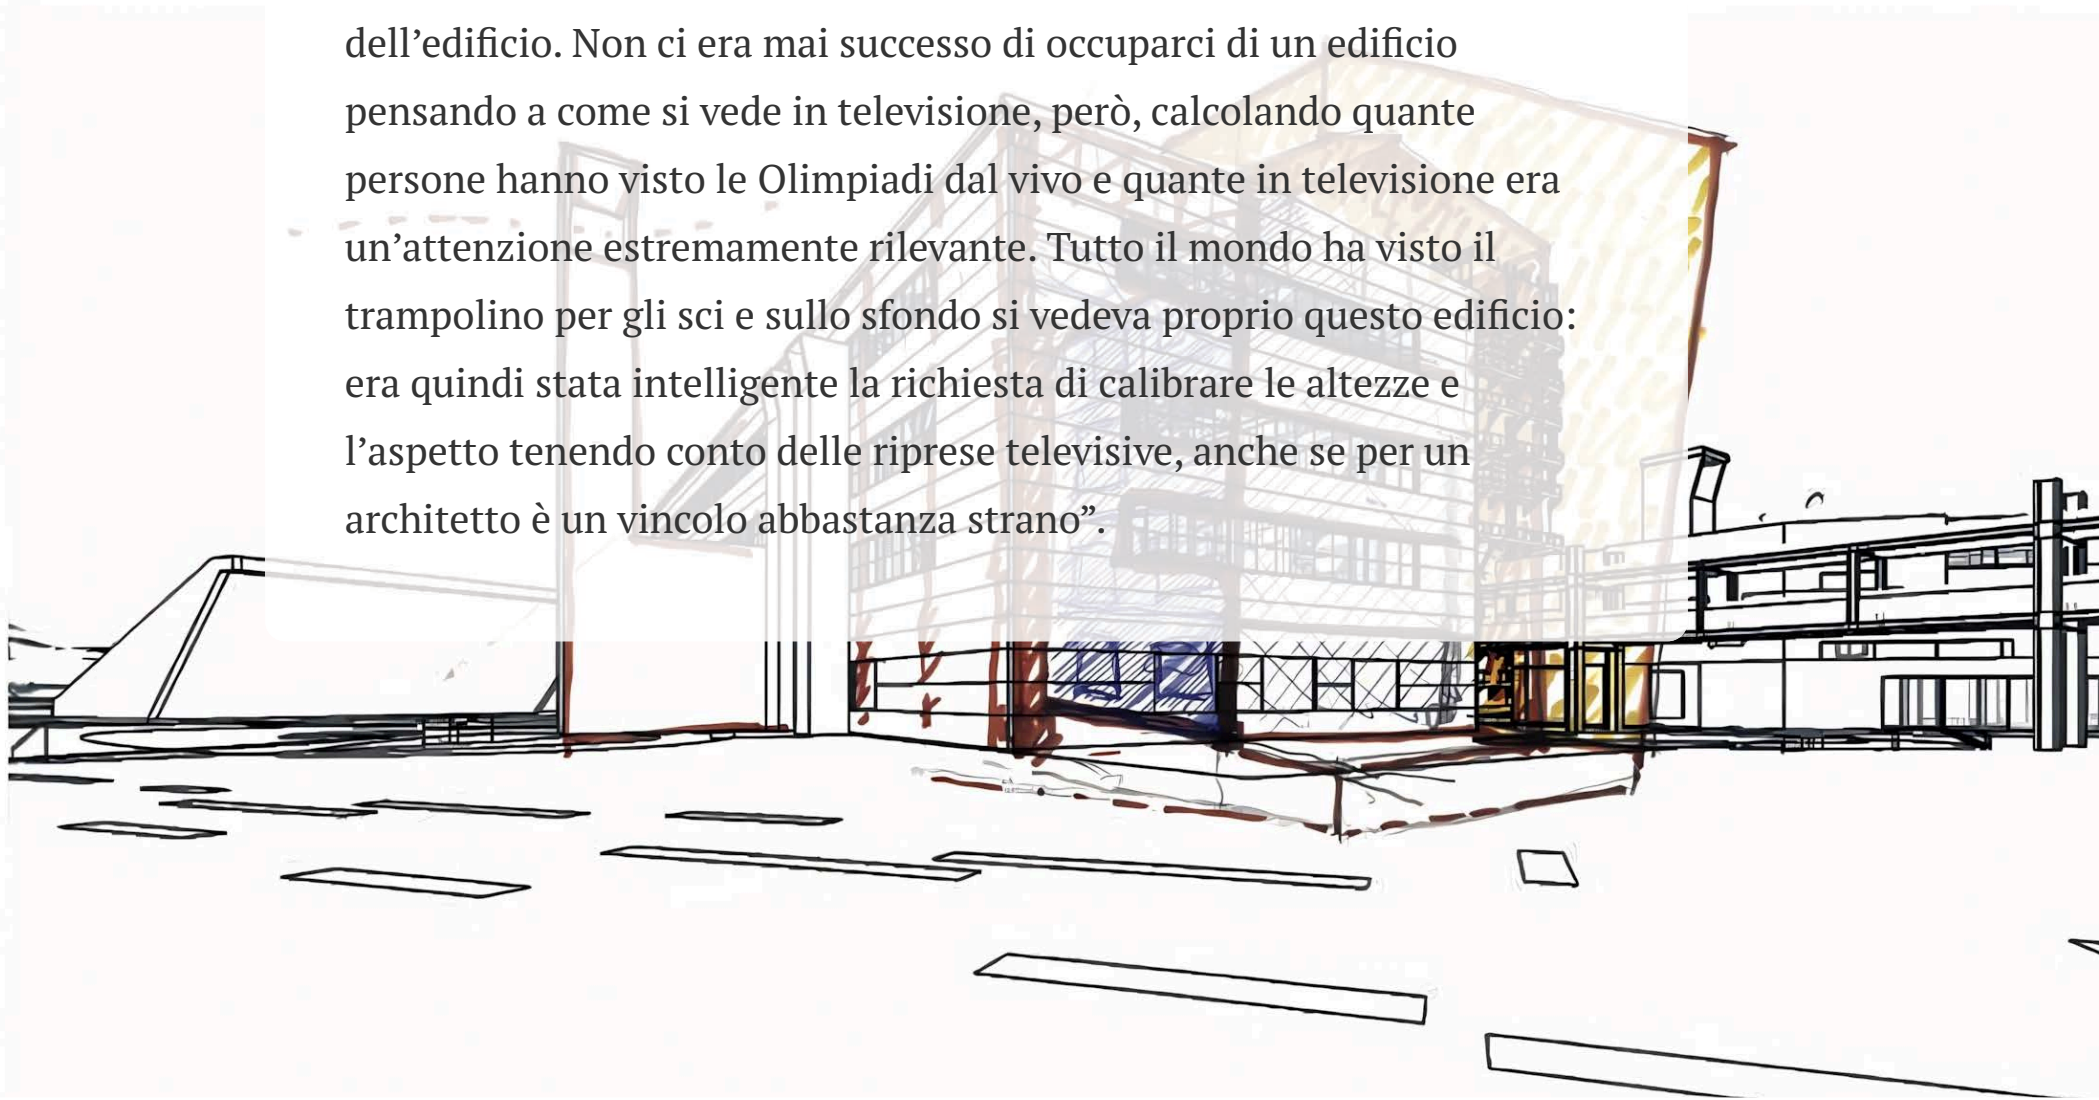 dell’edificio. Non ci era mai successo di occuparci di un edificio
pensando a come si vede in televisione, però, calcolando quante
persone hanno visto le Olimpiadi dal vivo e quante in televisione era
un’attenzione estremamente rilevante. Tutto il mondo ha visto il
trampolino per gli sci e sullo sfondo si vedeva proprio questo edificio:
era quindi stata intelligente la richiesta di calibrare le altezze e
l’aspetto tenendo conto delle riprese televisive, anche se per un
architetto è un vincolo abbastanza strano”.